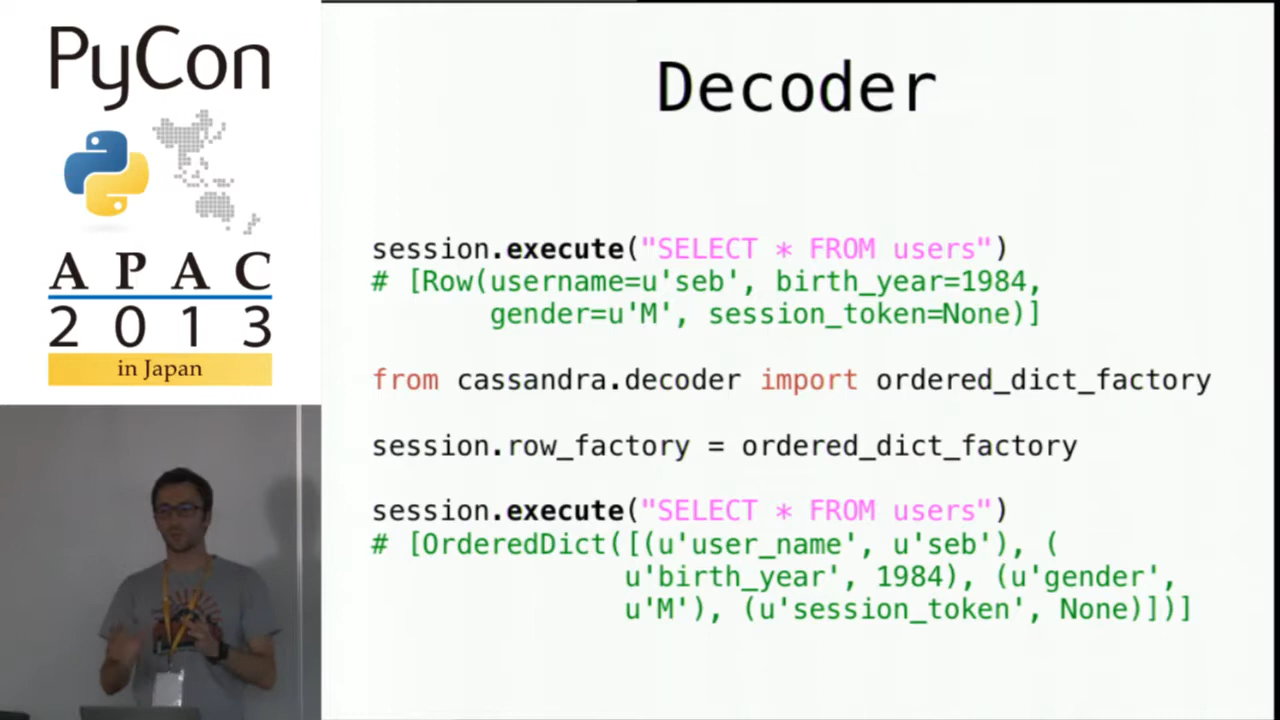 PyCon
APAC
2013
in Japan
Decoder
session.execute("SELECT * FROM users")
# [Row(username=u'seb', birth_year=1984,
gender=u'M', session_token=None)]
from cassandra.decoder import ordered_dict_factory
session.row_factory = ordered_dict_factory
session.execute("SELECT * FROM users")
# [OrderedDict([(u'user_name', u'seb'), (
u'birth_year', 1984), (u'gender',
u'M'), (u'session_token', None)])]